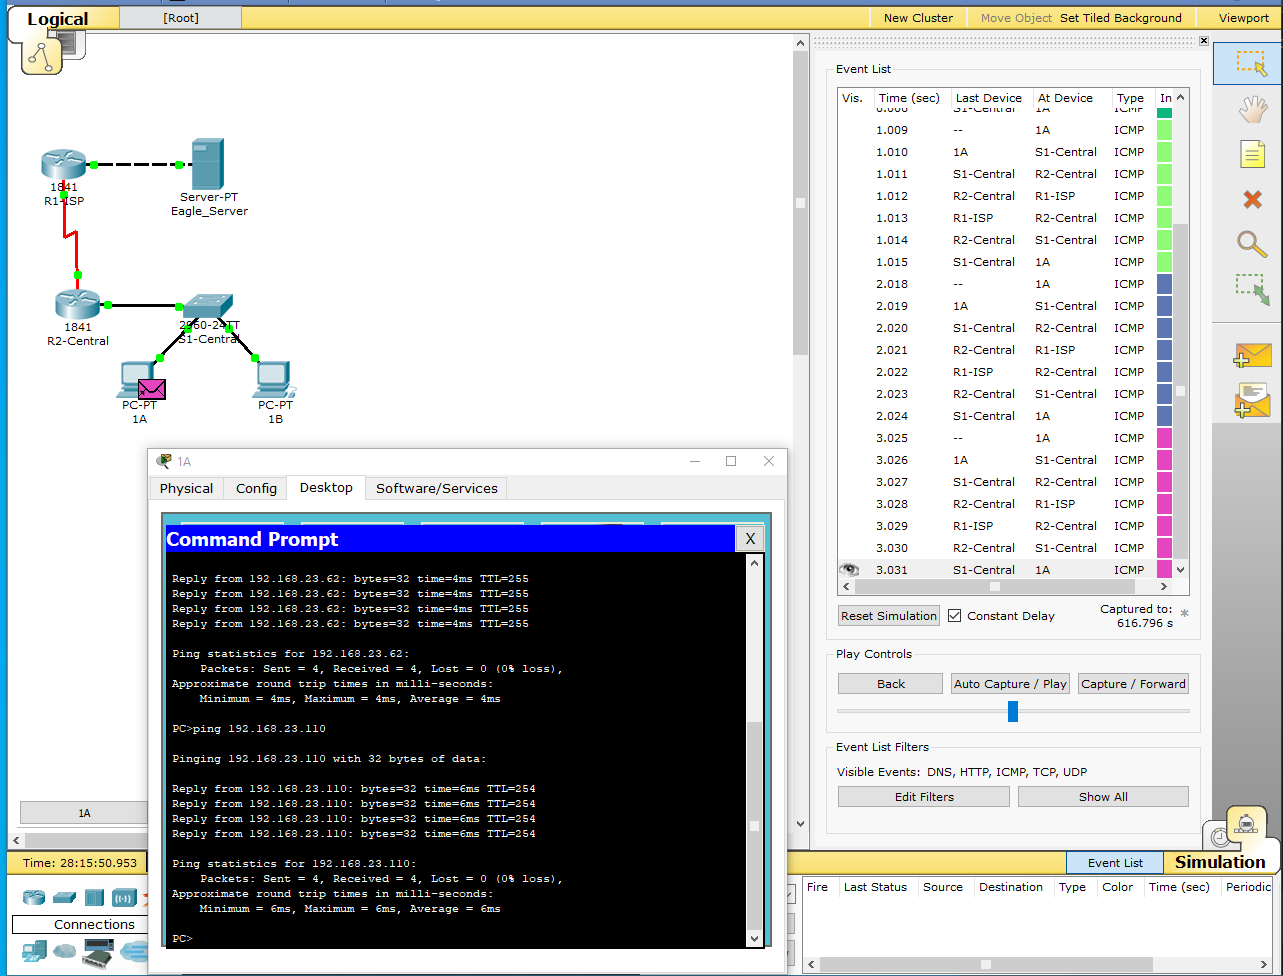 Logical
[Root]
New Cluster
Move Object
Set Tiled Background
Viewport
1841
R1-ISP
Server-PT
Eagle_Server
1841
R2-Central
2960-24TT
S1-Central
PC-PT
1A
PC-PT
1B
Event List
Vis. Time (sec) Last Device At Device Type In
0.008 S1-Central 1A ICMP
1.009 -- 1A ICMP
1.010 1A S1-Central ICMP
1.011 S1-Central R2-Central ICMP
1.012 R2-Central R1-ISP ICMP
1.013 R1-ISP R2-Central ICMP
1.014 R2-Central S1-Central ICMP
1.015 S1-Central 1A ICMP
2.018 -- 1A ICMP
2.019 1A S1-Central ICMP
2.020 S1-Central R2-Central ICMP
2.021 R2-Central R1-ISP ICMP
2.022 R1-ISP R2-Central ICMP
2.023 R2-Central S1-Central ICMP
2.024 S1-Central 1A ICMP
3.025 -- 1A ICMP
3.026 1A S1-Central ICMP
3.027 S1-Central R2-Central ICMP
3.028 R2-Central R1-ISP ICMP
3.029 R1-ISP R2-Central ICMP
3.030 R2-Central S1-Central ICMP
3.031 S1-Central 1A ICMP
Reset Simulation
Constant Delay
Captured to:
616.796 s
Play Controls
Back
Auto Capture / Play
Capture / Forward
Event List Filters
Visible Events: DNS, HTTP, ICMP, TCP, UDP
Edit Filters
Show All
1A
Physical
Config
Desktop
Software/Services
Command Prompt
X
Reply from 192.168.23.62: bytes=32 time=4ms TTL=255
Reply from 192.168.23.62: bytes=32 time=4ms TTL=255
Reply from 192.168.23.62: bytes=32 time=4ms TTL=255
Reply from 192.168.23.62: bytes=32 time=4ms TTL=255
Ping statistics for 192.168.23.62:
Packets: Sent = 4, Received = 4, Lost = 0 (0% loss),
Approximate round trip times in milli-seconds:
Minimum = 4ms, Maximum = 4ms, Average = 4ms
PC>ping 192.168.23.110
Pinging 192.168.23.110 with 32 bytes of data:
Reply from 192.168.23.110: bytes=32 time=6ms TTL=254
Reply from 192.168.23.110: bytes=32 time=6ms TTL=254
Reply from 192.168.23.110: bytes=32 time=6ms TTL=254
Reply from 192.168.23.110: bytes=32 time=6ms TTL=254
Ping statistics for 192.168.23.110:
Packets: Sent = 4, Received = 4, Lost = 0 (0% loss),
Approximate round trip times in milli-seconds:
Minimum = 6ms, Maximum = 6ms, Average = 6ms
PC>
1A
Time: 28:15:50.953
Connections
Event List
Simulation
Fire Last Status Source Destination Type Color Time (sec) Periodic